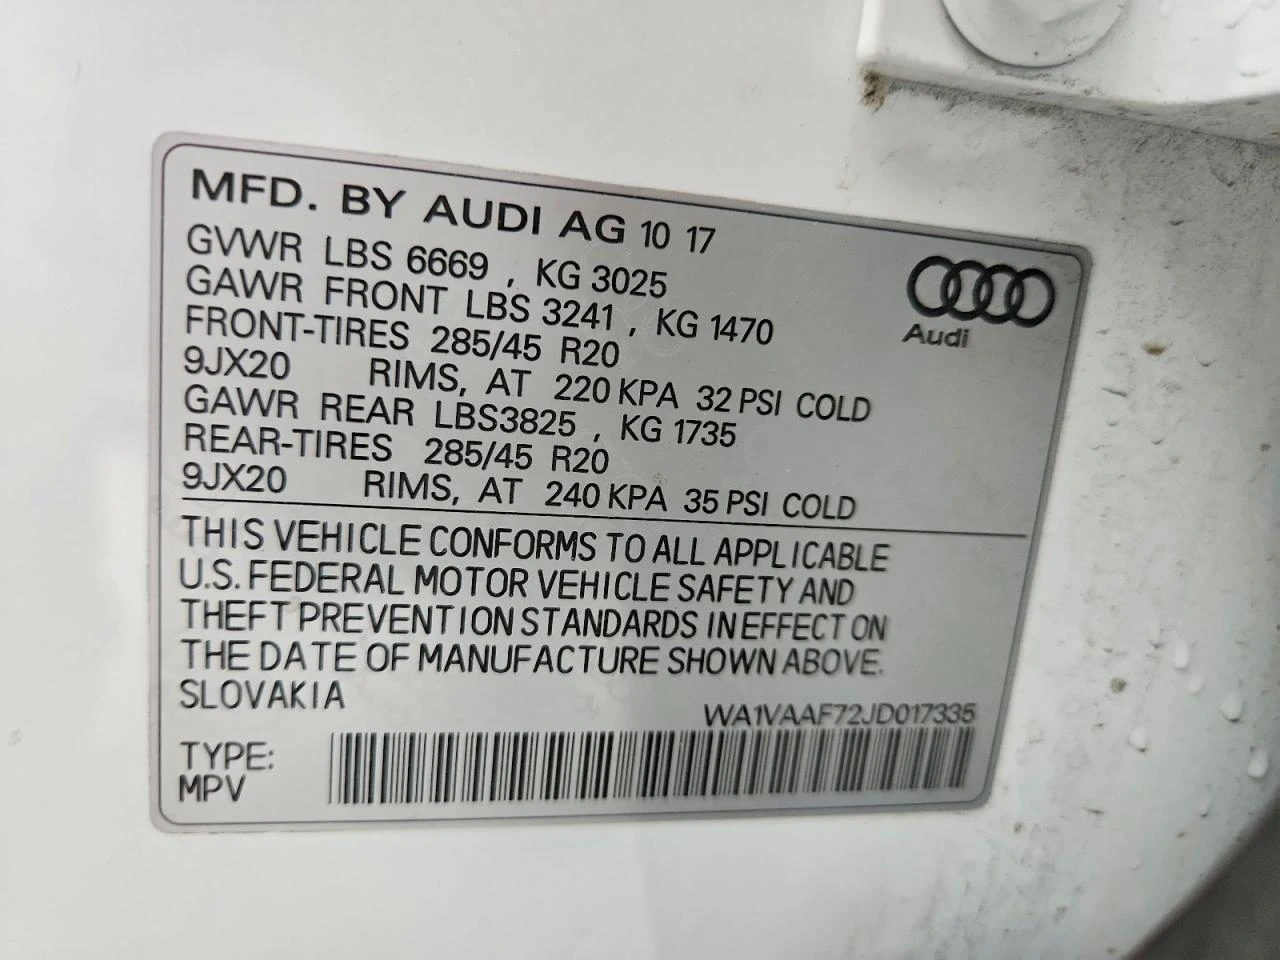 MFD. BY AUDI AG 10 17
GVWR LBS 6669 , KG 3025
GAWR FRONT LBS 3241 , KG 1470
FRONT-TIRES 285/45 R20
9JX20 RIMS, AT 220 KPA 32 PSI COLD
GAWR REAR LBS3825 , KG 1735
REAR-TIRES 285/45 R20
9JX20 RIMS, AT 240 KPA 35 PSI COLD
Audi
THIS VEHICLE CONFORMS TO ALL APPLICABLE
U.S. FEDERAL MOTOR VEHICLE SAFETY AND
THEFT PREVENTION STANDARDS IN EFFECT ON
THE DATE OF MANUFACTURE SHOWN ABOVE.
SLOVAKIA
WA1VAAF72JD017335
TYPE:
MPV